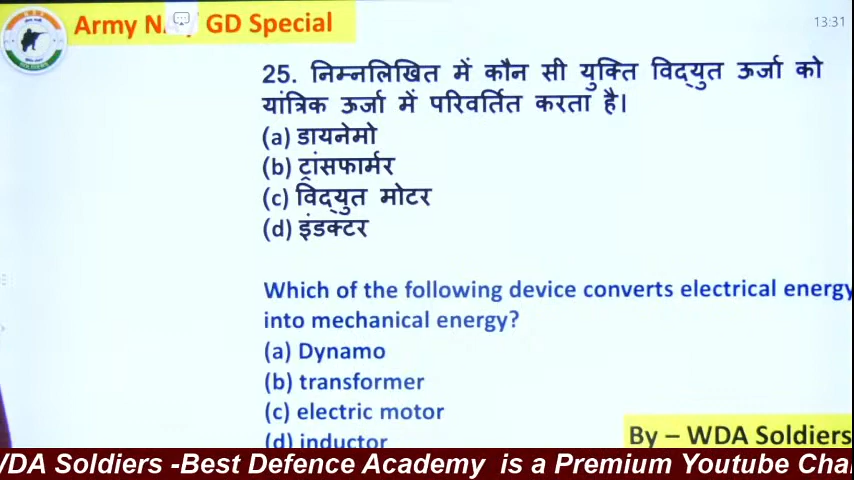 Army N GD Special
13:31
25. निम्नलिखित में कौन सी युक्ति विद्युत ऊर्जा को
यांत्रिक ऊर्जा में परिवर्तित करता है।
(a) डायनेमो
(b) ट्रांसफार्मर
(c) विद्युत मोटर
(d) इंडक्टर
Which of the following device converts electrical energy
into mechanical energy?
(a) Dynamo
(b) transformer
(c) electric motor
(d) inductor
By – WDA Soldiers
WDA Soldiers -Best Defence Academy is a Premium Youtube Cha